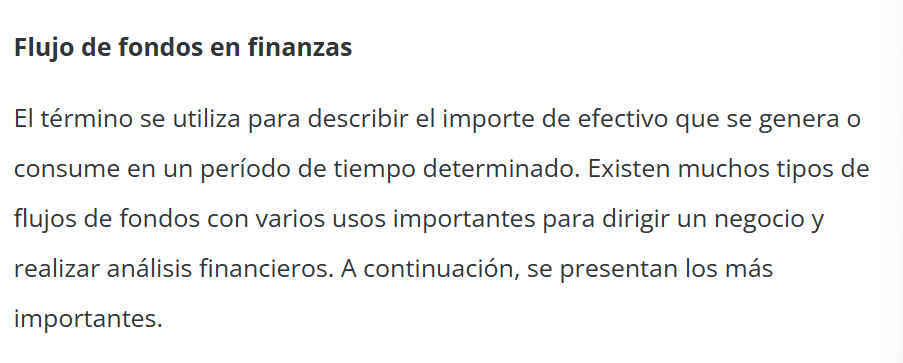 Flujo de fondos en finanzas
El término se utiliza para describir el importe de efectivo que se genera o
consume en un período de tiempo determinado. Existen muchos tipos de
flujos de fondos con varios usos importantes para dirigir un negocio y
realizar análisis financieros. A continuación, se presentan los más
importantes.